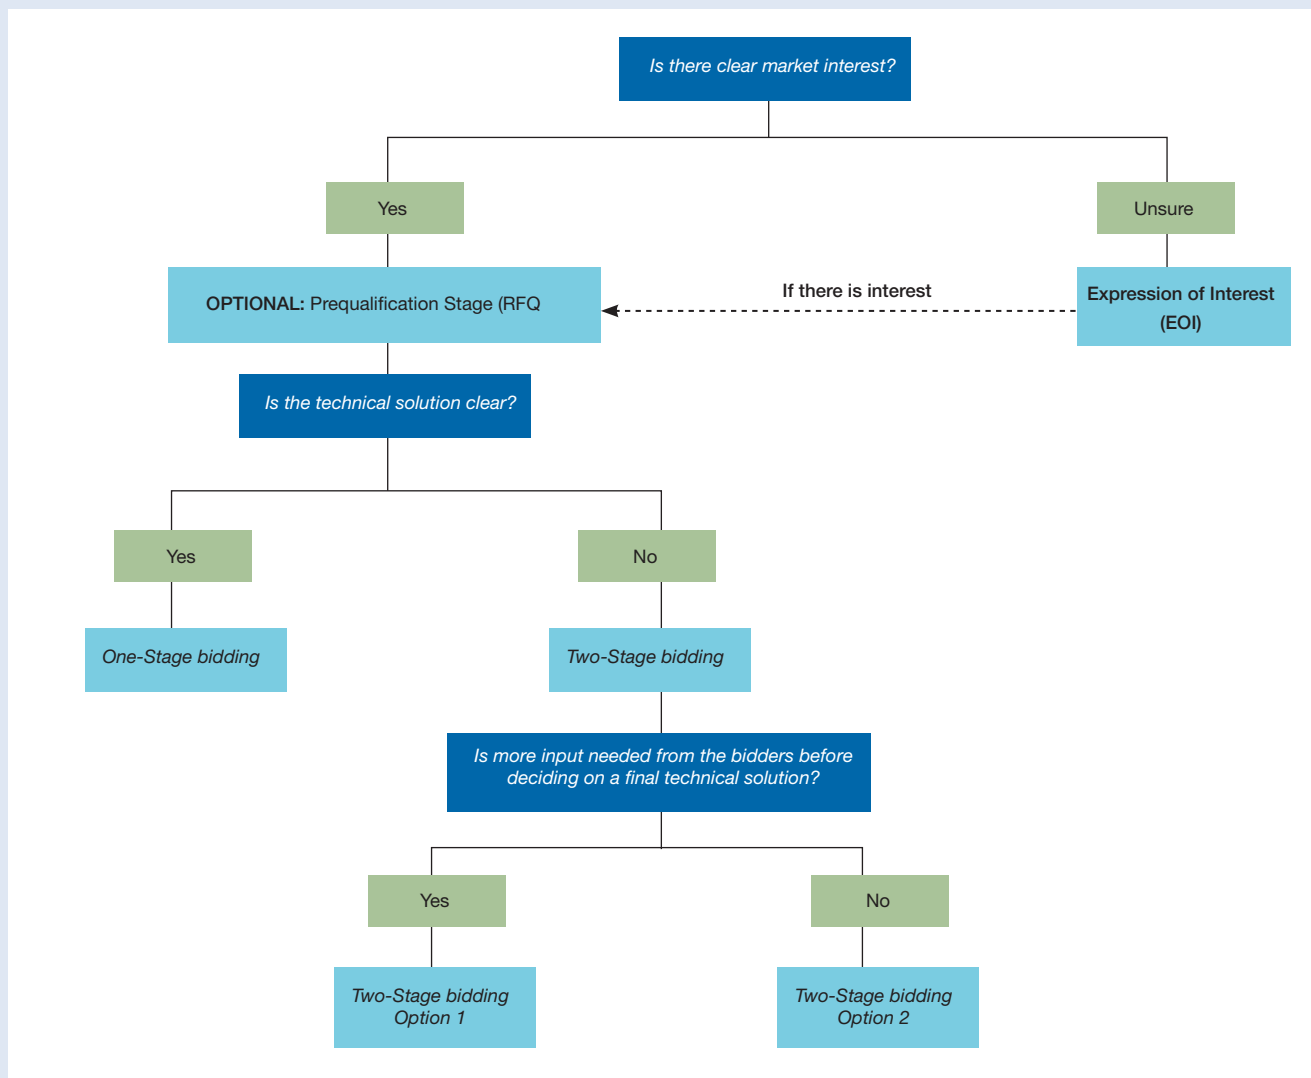 Is there clear market interest?
Yes
Unsure
OPTIONAL: Prequalification Stage (RFQ
If there is interest
Expression of Interest
(EOI)
Is the technical solution clear?
Yes
No
One-Stage bidding
Two-Stage bidding
Is more input needed from the bidders before
deciding on a final technical solution?
Yes
No
Two-Stage bidding
Option 1
Two-Stage bidding
Option 2